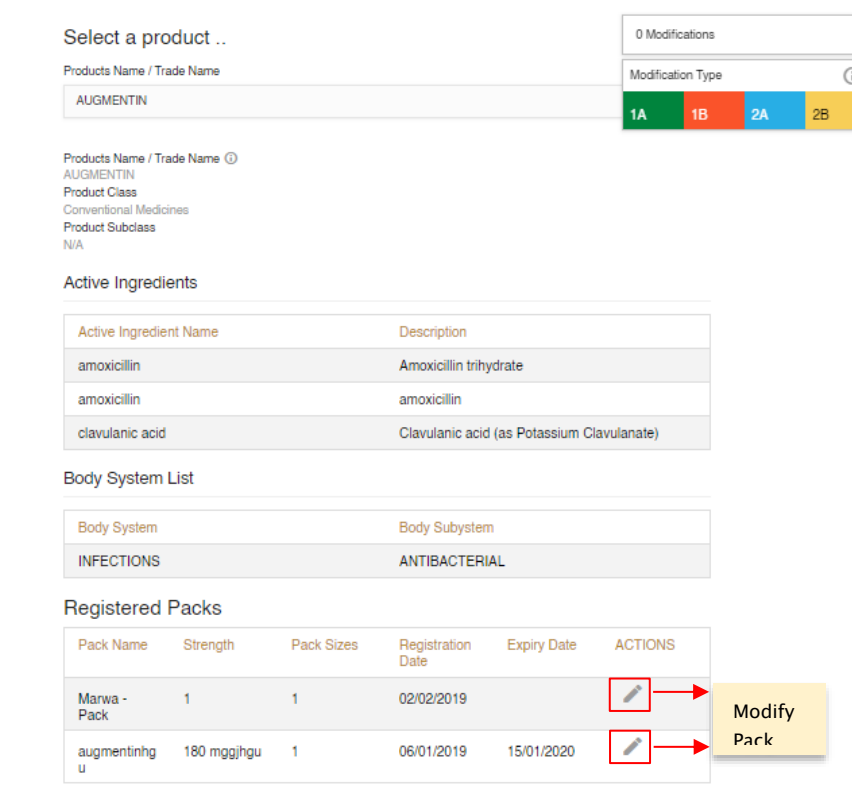 Select a product ..
0 Modifications
Products Name / Trade Name
Modification Type
AUGMENTIN
1A 1B 2A 2B
Products Name / Trade Name
AUGMENTIN
Product Class
Conventional Medicines
Product Subclass
N/A
Active Ingredients
Active Ingredient Name Description
amoxicillin Amoxicillin trihydrate
amoxicillin amoxicillin
clavulanic acid Clavulanic acid (as Potassium Clavulanate)
Body System List
Body System Body Subystem
INFECTIONS ANTIBACTERIAL
Registered Packs
Pack Name Strength Pack Sizes Registration Expiry Date ACTIONS
Date
Marwa - 1 1 02/02/2019
Pack
augmentinhg 180 mggjhgu 1 06/01/2019 15/01/2020
u
Modify
Pack